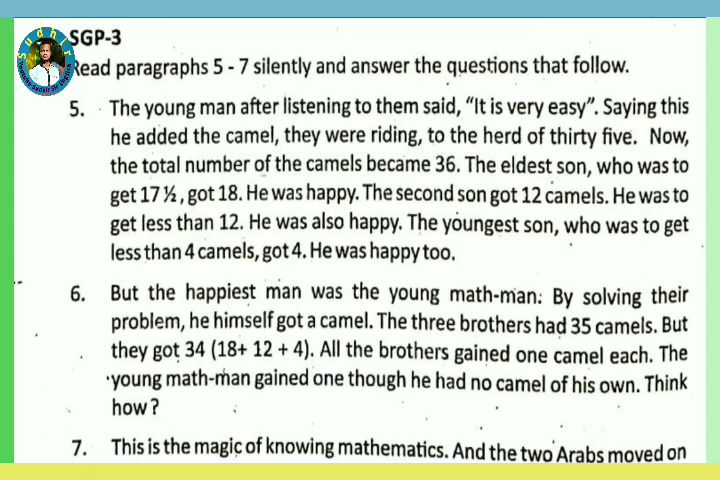 SGP-3
Read paragraphs 5 - 7 silently and answer the questions that follow.
5. The young man after listening to them said, “It is very easy”. Saying this
he added the camel, they were riding, to the herd of thirty five. Now,
the total number of the camels became 36. The eldest son, who was to
get 17 ½, got 18. He was happy. The second son got 12 camels. He was to
get less than 12. He was also happy. The youngest son, who was to get
less than 4 camels, got 4. He was happy too.
6. But the happiest man was the young math-man. By solving their
problem, he himself got a camel. The three brothers had 35 camels. But
they got 34 (18+ 12 + 4). All the brothers gained one camel each. The
young math-man gained one though he had no camel of his own. Think
how?
7. This is the magic of knowing mathematics. And the two Arabs moved on
Sudhir